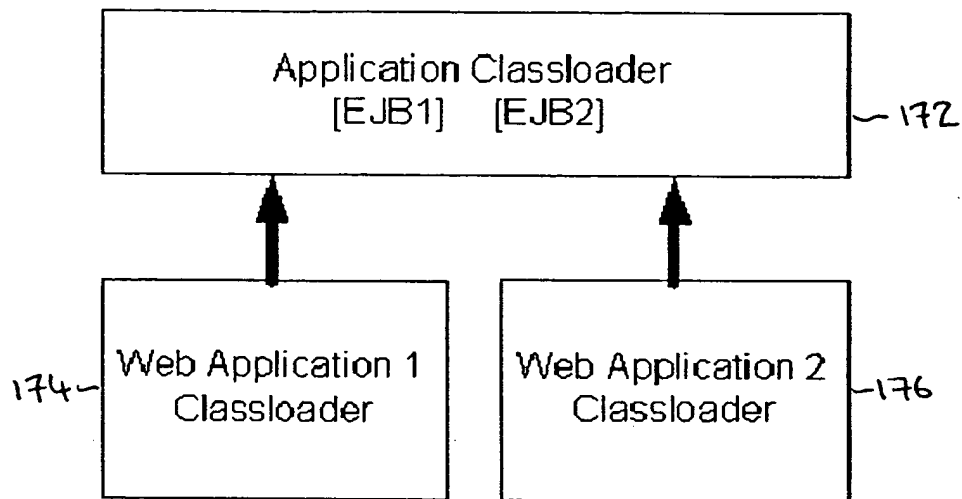 Application Classloader
[EJB1] [EJB2]
172
Web Application 1
Classloader
174
Web Application 2
Classloader
176